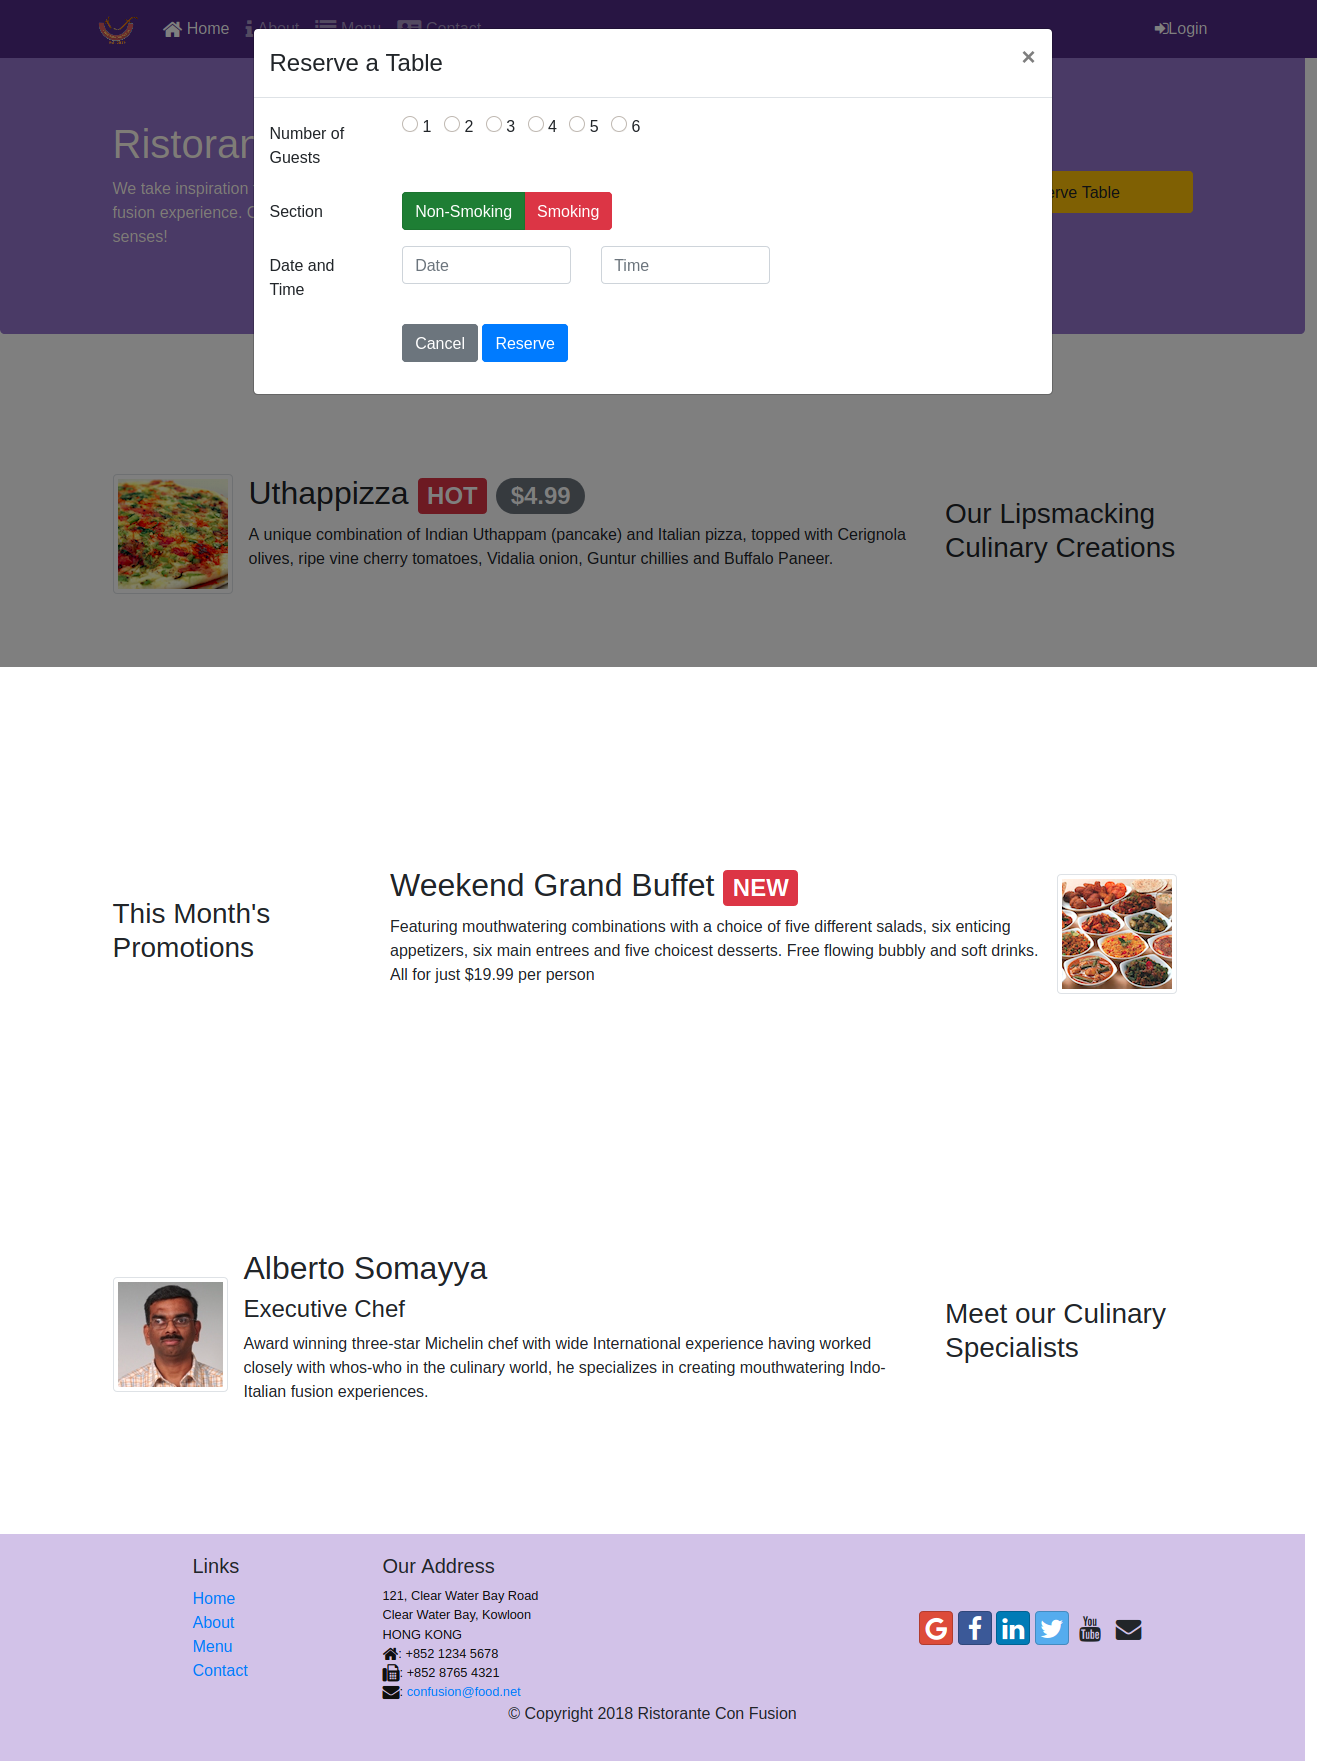 Home About Menu Contact Login
Reserve a Table ×
Number of
Guests
1 2 3 4 5 6
Section
Non-Smoking Smoking
Date and
Time
Date Time
Cancel Reserve
We take inspiration
fusion experience.
senses!
Table
Uthappizza HOT $4.99
A unique combination of Indian Uthappam (pancake) and Italian pizza, topped with Cerignola
olives, ripe vine cherry tomatoes, Vidalia onion, Guntur chillies and Buffalo Paneer.
Our Lipsmacking
Culinary Creations
This Month's
Promotions
Weekend Grand Buffet NEW
Featuring mouthwatering combinations with a choice of five different salads, six enticing
appetizers, six main entrees and five choicest desserts. Free flowing bubbly and soft drinks.
All for just $19.99 per person
Alberto Somayya
Executive Chef
Award winning three-star Michelin chef with wide International experience having worked
closely with whos-who in the culinary world, he specializes in creating mouthwatering Indo-
Italian fusion experiences.
Meet our Culinary
Specialists
Links
Home
About
Menu
Contact
Our Address
121, Clear Water Bay Road
Clear Water Bay, Kowloon
HONG KONG
: +852 1234 5678
: +852 8765 4321
: confusion@food.net
You
Tube
© Copyright 2018 Ristorante Con Fusion